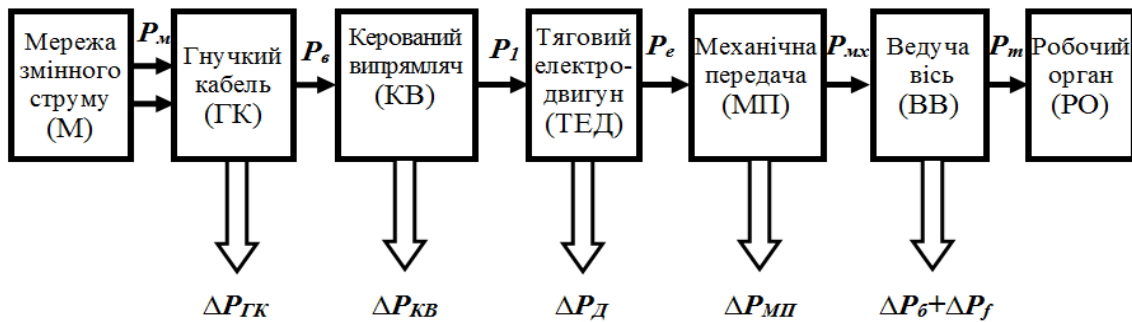 Мережа
змінного
струму
(М)
Pм
Гнучкий
кабель
(ГК)
Pв
Керований
випрямляч
(КВ)
P1
Тяговий
електро-
двигун
(ТЕД)
Pe
Механічна
передача
(МП)
Pмх
Ведуча
вісь
(ВВ)
Pт
Робочий
орган
(РО)
ΔPГК
ΔPКВ
ΔPД
ΔPМП
ΔPб+ΔPf